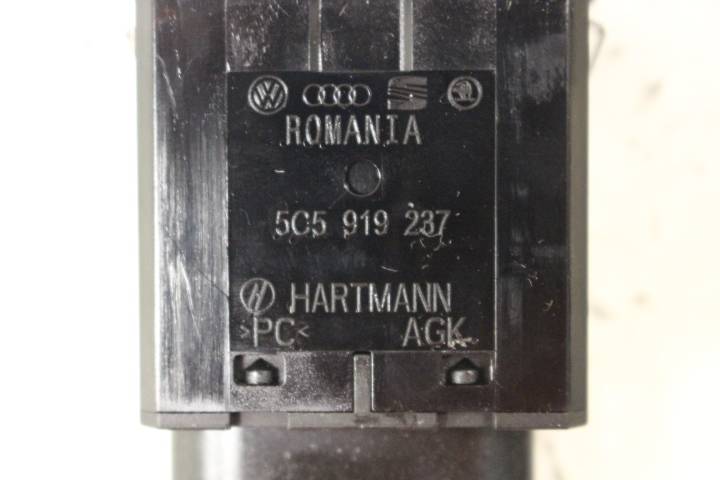 ROMANIA
5C5 919 237
HARTMANN
>PC< AGK